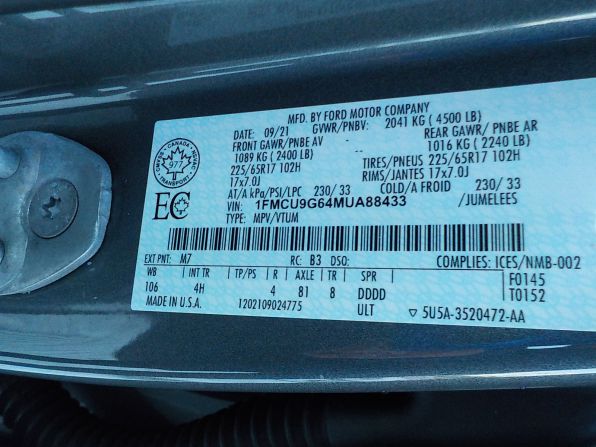 MFD. BY FORD MOTOR COMPANY
DATE: 09/21 GVWR/PNBV: 2041 KG ( 4500 LB)
FRONT GAWR/ PNBE AV REAR GAWR/ PNBE AR
1089 KG ( 2400 LB) 1016 KG ( 2240 LB)
225/65R17 102H TIRES/PNEUS 225/65R17 102H
17x7.0J RIMS/JANTES 17x7.0J
AT/A kPa/PSI/LPC 230/ 33 COLD/A FROID 230/ 33
VIN: 1FMCU9G64MUA88433 /JUMELEES
TYPE: MPV/VTUM
CANADA
977
TRANSPORT
EC
EXT PNT: M7 RC: B3 DSO: COMPLIES: ICES/NMB-002
WB INT TR TP/PS R AXLE TR SPR F0145
106 4H 4 81 8 DDDD T0152
MADE IN U.S.A. 1202109024775 ULT ▽ 5U5A-3520472-AA